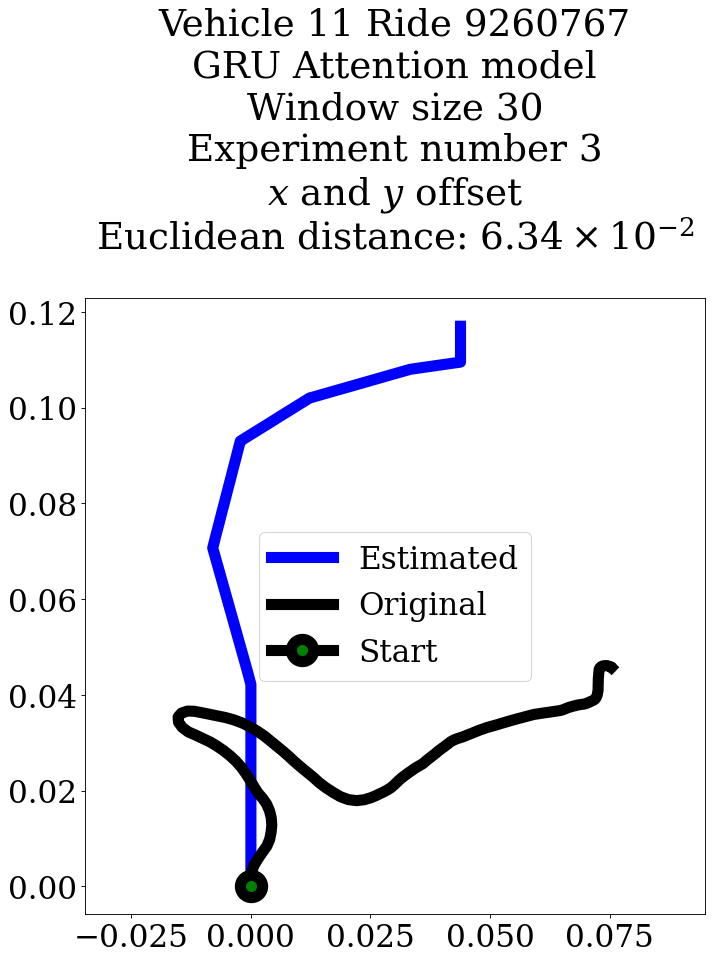 Vehicle 11 Ride 9260767
GRU Attention model
Window size 30
Experiment number 3
x and y offset
Euclidean distance: 6.34 × 10⁻²
0.12
0.10
0.08
0.06
0.04
0.02
0.00
Estimated
Original
Start
−0.025 0.000 0.025 0.050 0.075